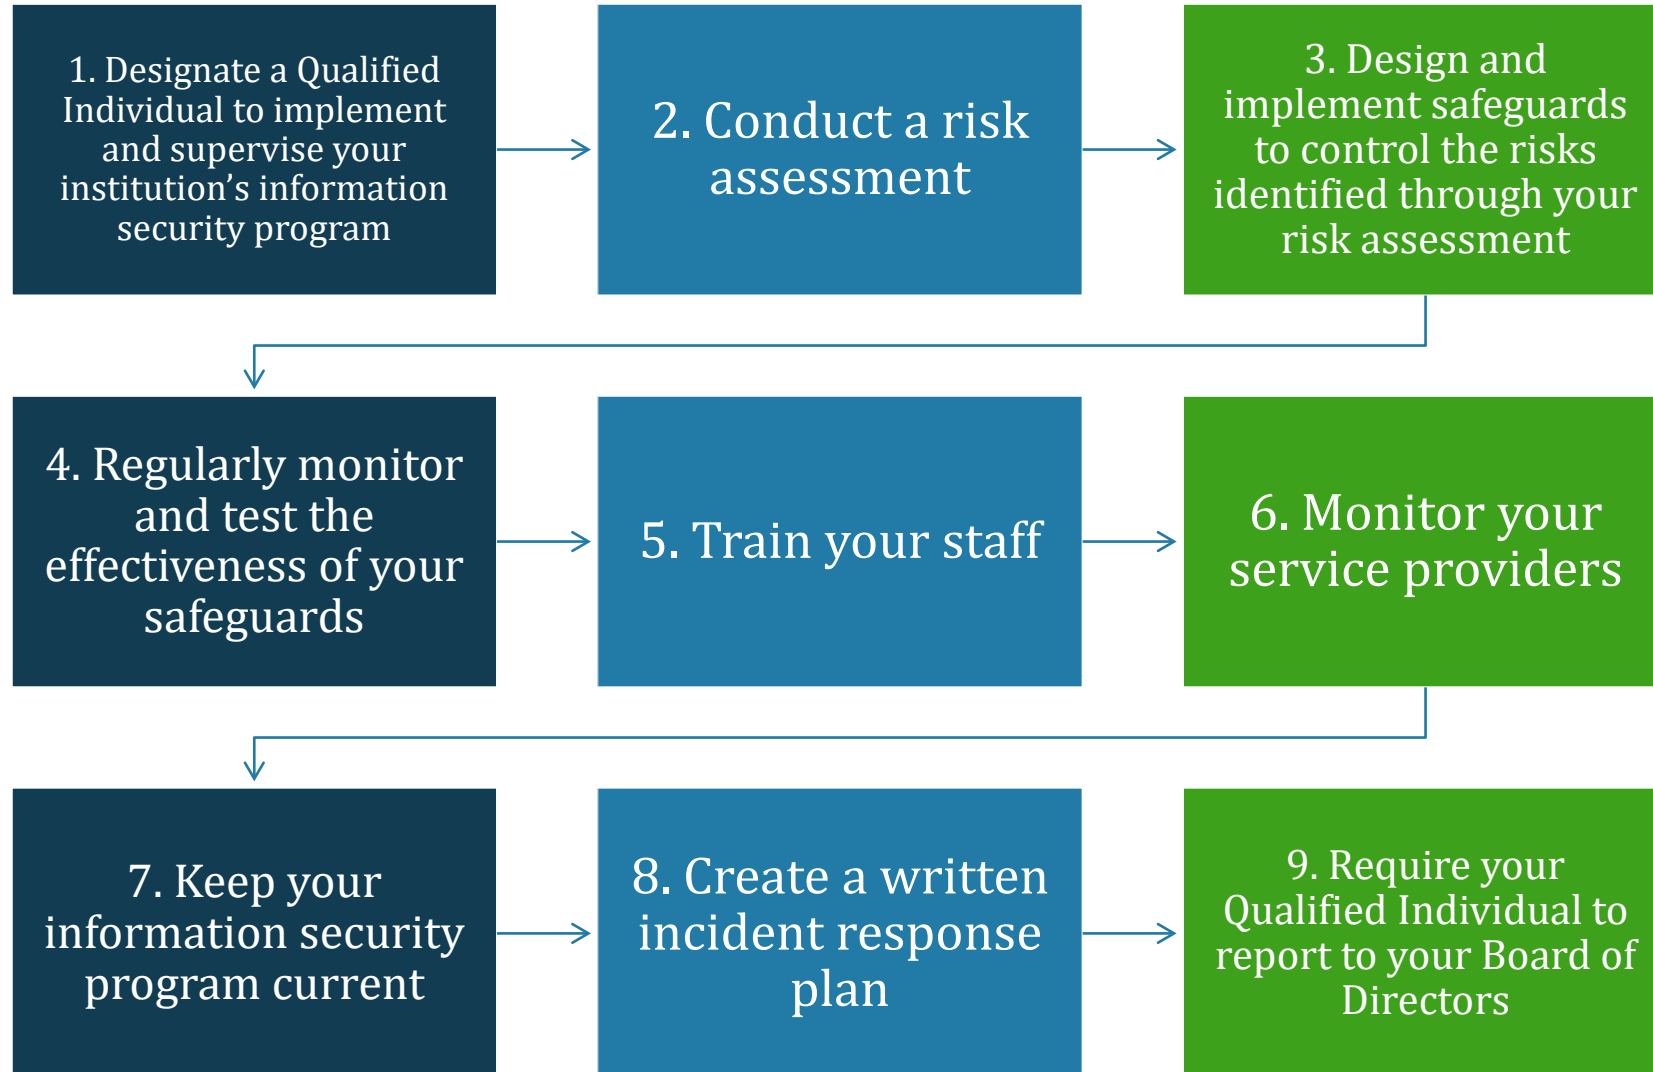 1. Designate a Qualified
Individual to implement
and supervise your
institution’s information
security program
2. Conduct a risk
assessment
3. Design and
implement safeguards
to control the risks
identified through your
risk assessment
4. Regularly monitor
and test the
effectiveness of your
safeguards
5. Train your staff
6. Monitor your
service providers
7. Keep your
information security
program current
8. Create a written
incident response
plan
9. Require your
Qualified Individual to
report to your Board of
Directors